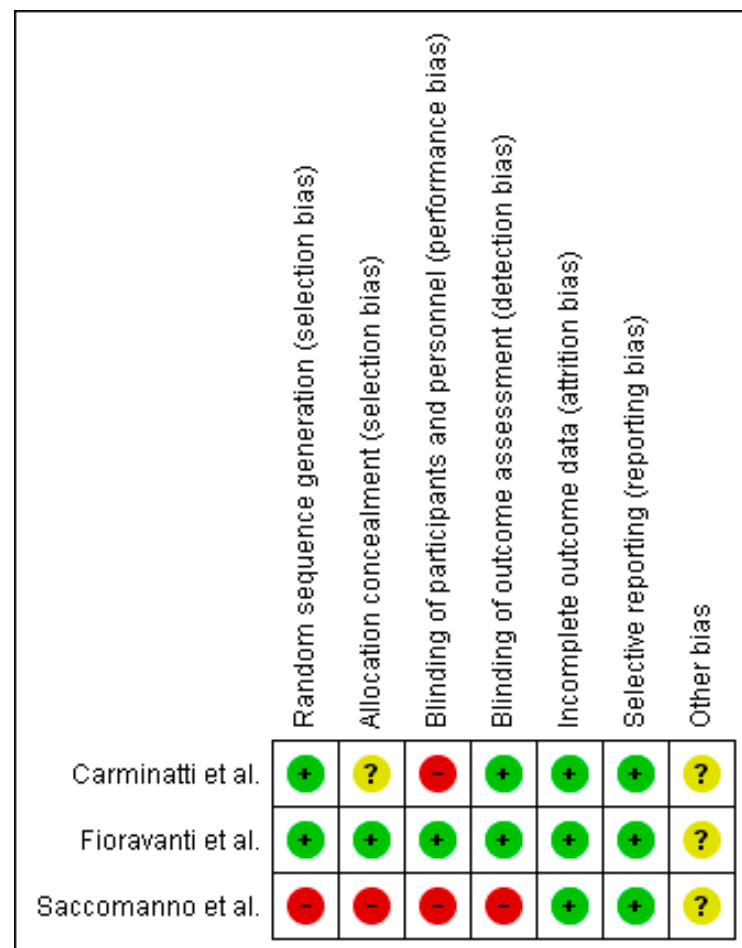 Random sequence generation (selection bias)
Allocation concealment (selection bias)
Blinding of participants and personnel (performance bias)
Blinding of outcome assessment (detection bias)
Incomplete outcome data (attrition bias)
Selective reporting (reporting bias)
Other bias
Carminatti et al. + ? - + + + ?
Fioravanti et al. + + + + + + ?
Saccomanno et al. - - - - + + ?